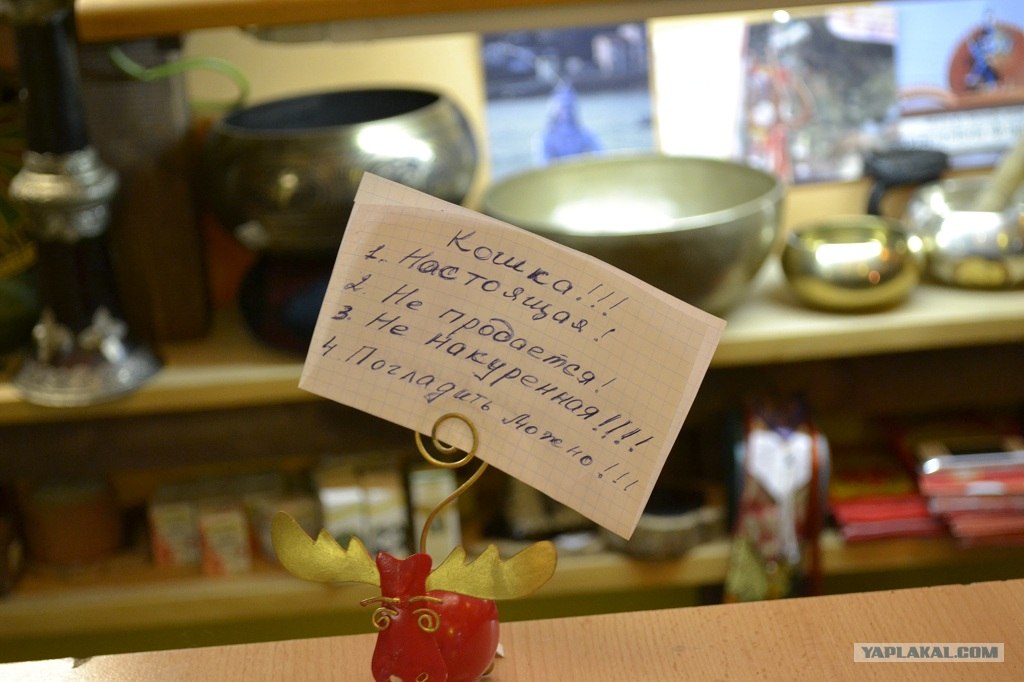 Кошка.!!!
1. Настоящая!
2. Не продается!
3. Не накуренная!!!!
4. Погладить можно!!!
YAPLAKAL.COM